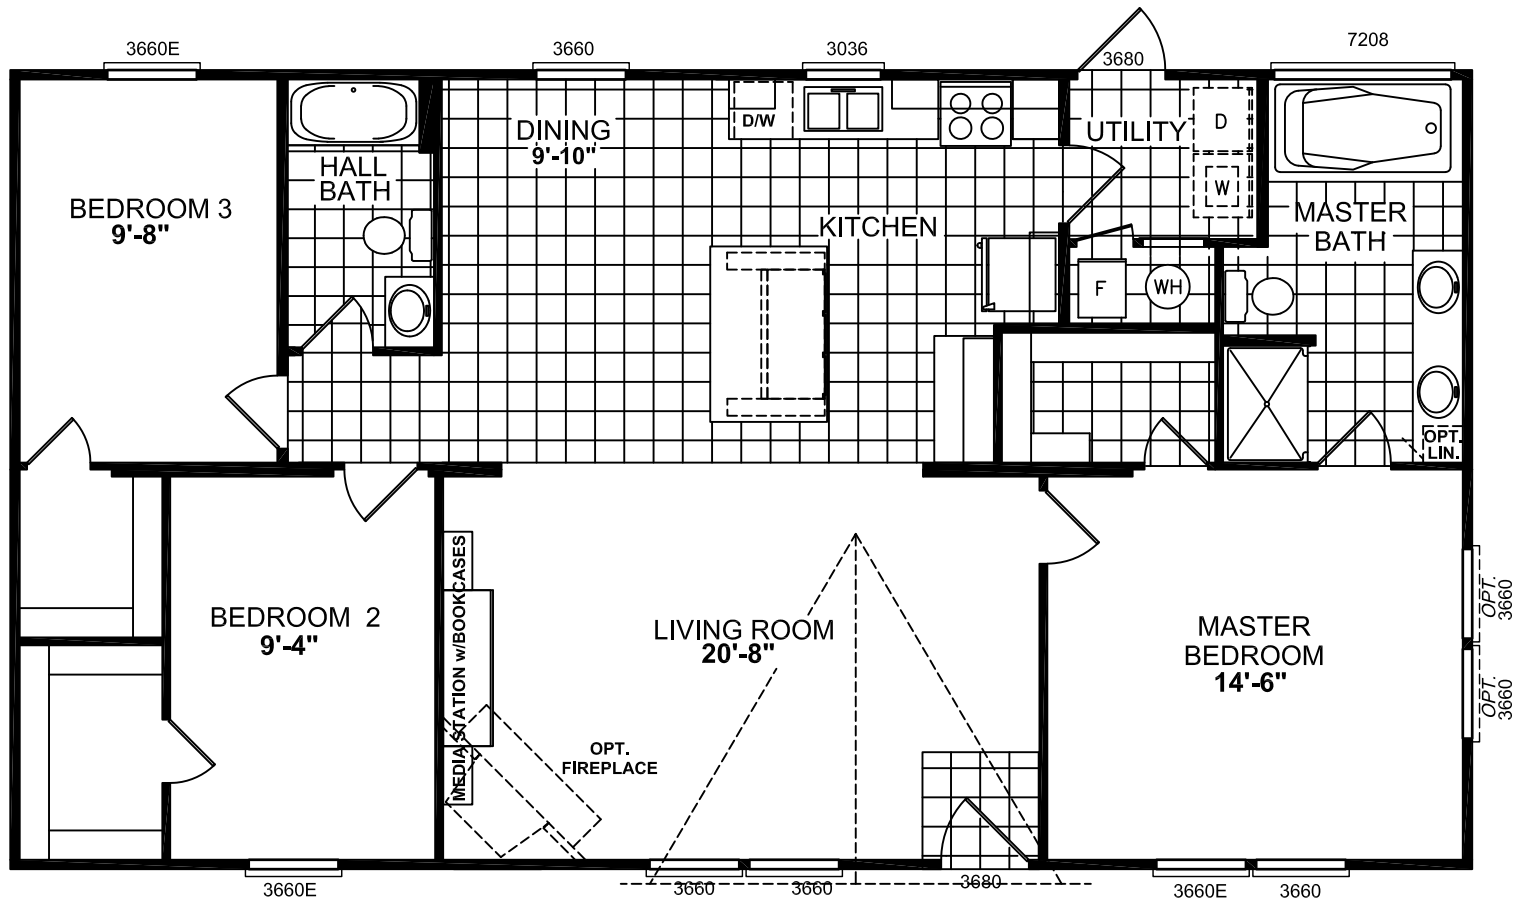 3660E
3660
3036
3680
7208
DINING
9'-10"
D/W
UTILITY
D
W
HALL
BATH
BEDROOM 3
9'-8"
KITCHEN
MASTER
BATH
F
WH
OPT.
LIN.
MEDIA STATION w/BOOKCASES
BEDROOM 2
9'-4"
LIVING ROOM
20'-8"
MASTER
BEDROOM
14'-6"
OPT.
3660
OPT.
3660
OPT.
FIREPLACE
3660E
3660
3660
3680
3660E
3660